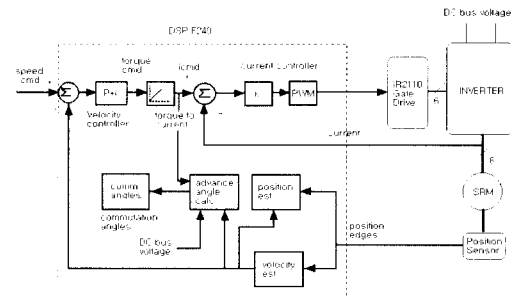 DC bus voltage
DSP F240
speed
cmd
torque
cmd
icmd
current controller
Σ
P+I
Σ
K
PWM
IR2110
Gate
Drive
INVERTER
Velocity
controller
torque to
current
6
current
6
comm
angles
advance
angle
calc
position
est
SRM
commutation
angles
position
edges
Position
Sensor
DC bus
voltage
velocity
est